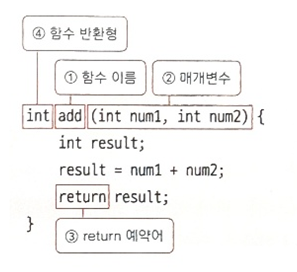 ④ 함수 반환형
① 함수 이름 ② 매개변수
int add (int num1, int num2) {
int result;
result = num1 + num2;
return result;
}
③ return 예약어